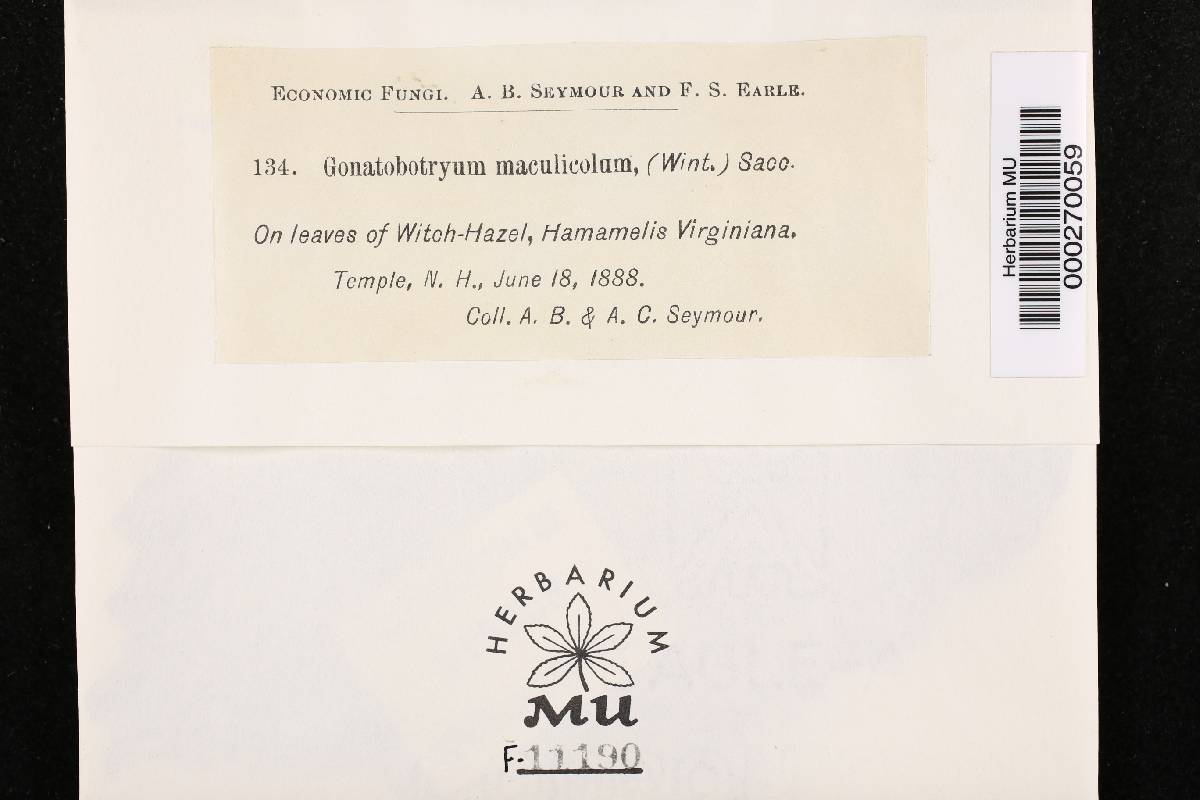 ECONOMIC FUNGI. A. B. SEYMOUR AND F. S. EARLE.
134. Gonatobotryum maculicolum, (Wint.) Sacc.
On leaves of Witch-Hazel, Hamamelis Virginiana.
Temple, N. H., June 18, 1888.
Coll. A. B. & A. C. Seymour.
Herbarium MU
000270059
HERBARIUM
MU
F-11190